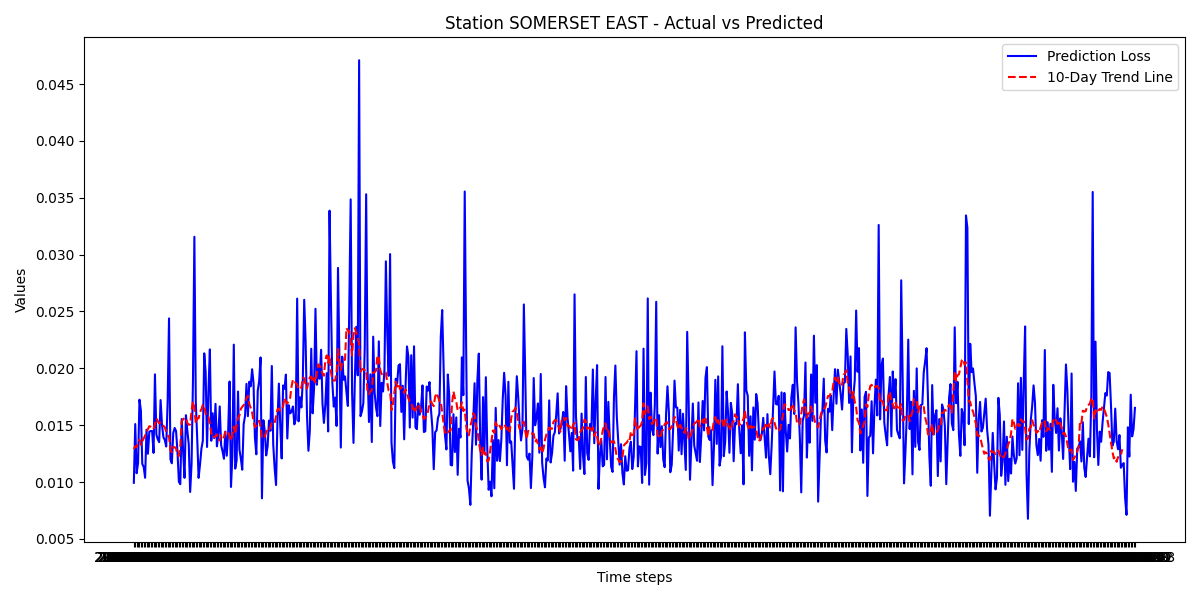 Station SOMERSET EAST - Actual vs Predicted
Prediction Loss
10-Day Trend Line
Values
0.045
0.040
0.035
0.030
0.025
0.020
0.015
0.010
0.005
Time steps